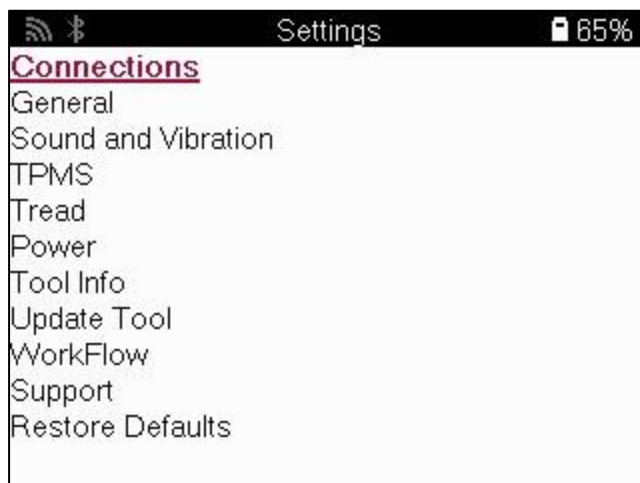 Settings 65%
Connections
General
Sound and Vibration
TPMS
Tread
Power
Tool Info
Update Tool
WorkFlow
Support
Restore Defaults